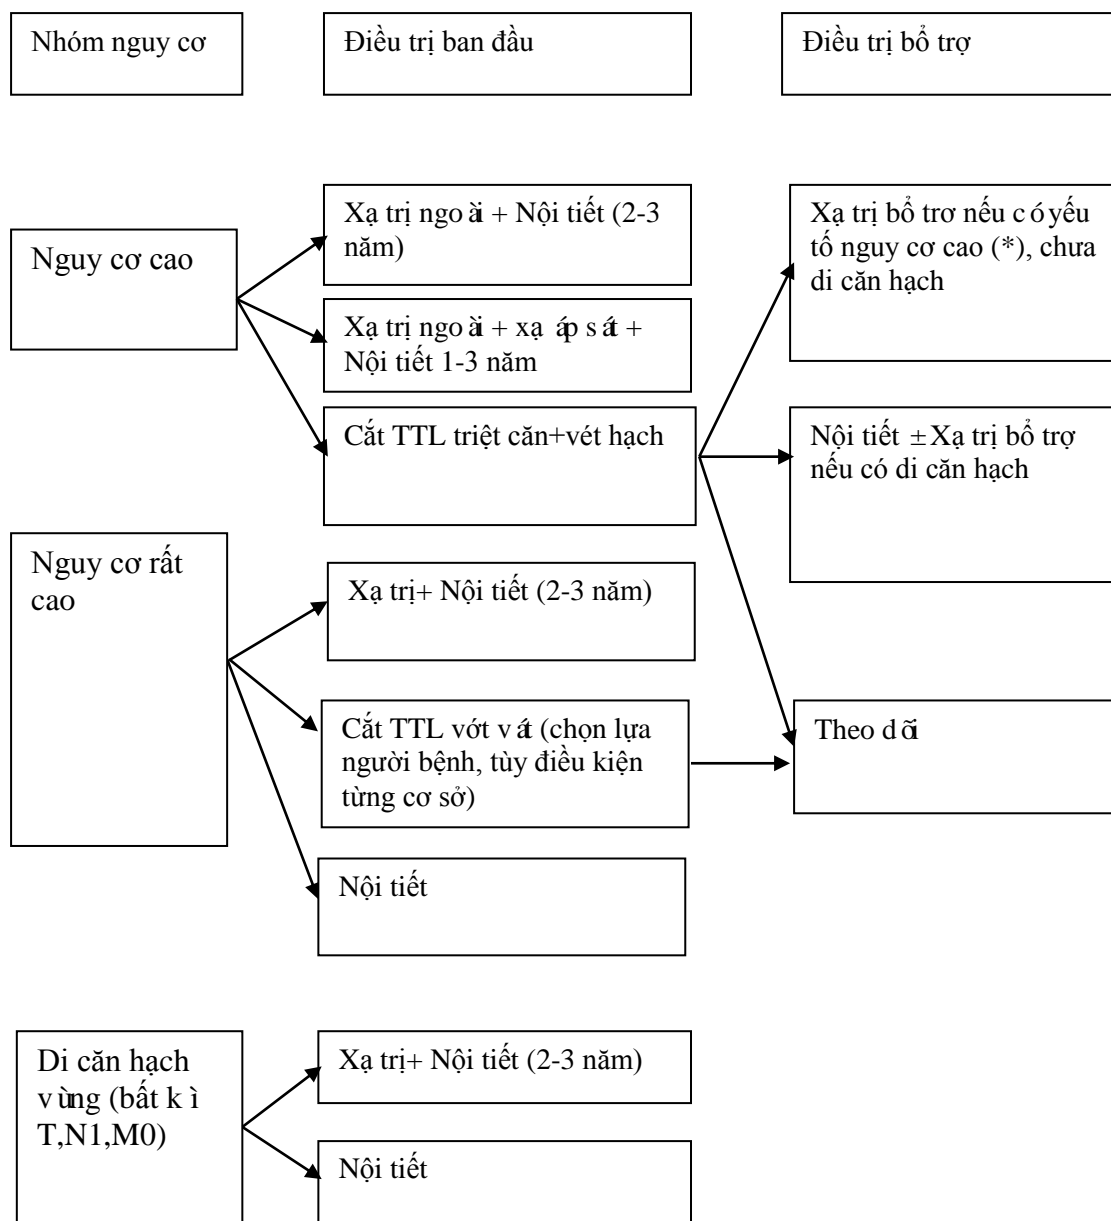 Nhóm nguy cơ
Điều trị ban đầu
Điều trị bổ trợ
Nguy cơ cao
Xạ trị ngoài + Nội tiết (2-3
năm)
Xạ trị ngoài + xạ áp sát +
Nội tiết 1-3 năm
Cắt TTL triệt căn+vét hạch
Xạ trị bổ trơ nếu có yếu
tố nguy cơ cao (*), chưa
di căn hạch
Nội tiết ±Xạ trị bổ trợ
nếu có di căn hạch
Nguy cơ rất
cao
Xạ trị+ Nội tiết (2-3 năm)
Cắt TTL vớt vát (chọn lựa
người bệnh, tùy điều kiện
từng cơ sở)
Theo dõi
Nội tiết
Di căn hạch
vùng (bất kì
T,N1,M0)
Xạ trị+ Nội tiết (2-3 năm)
Nội tiết